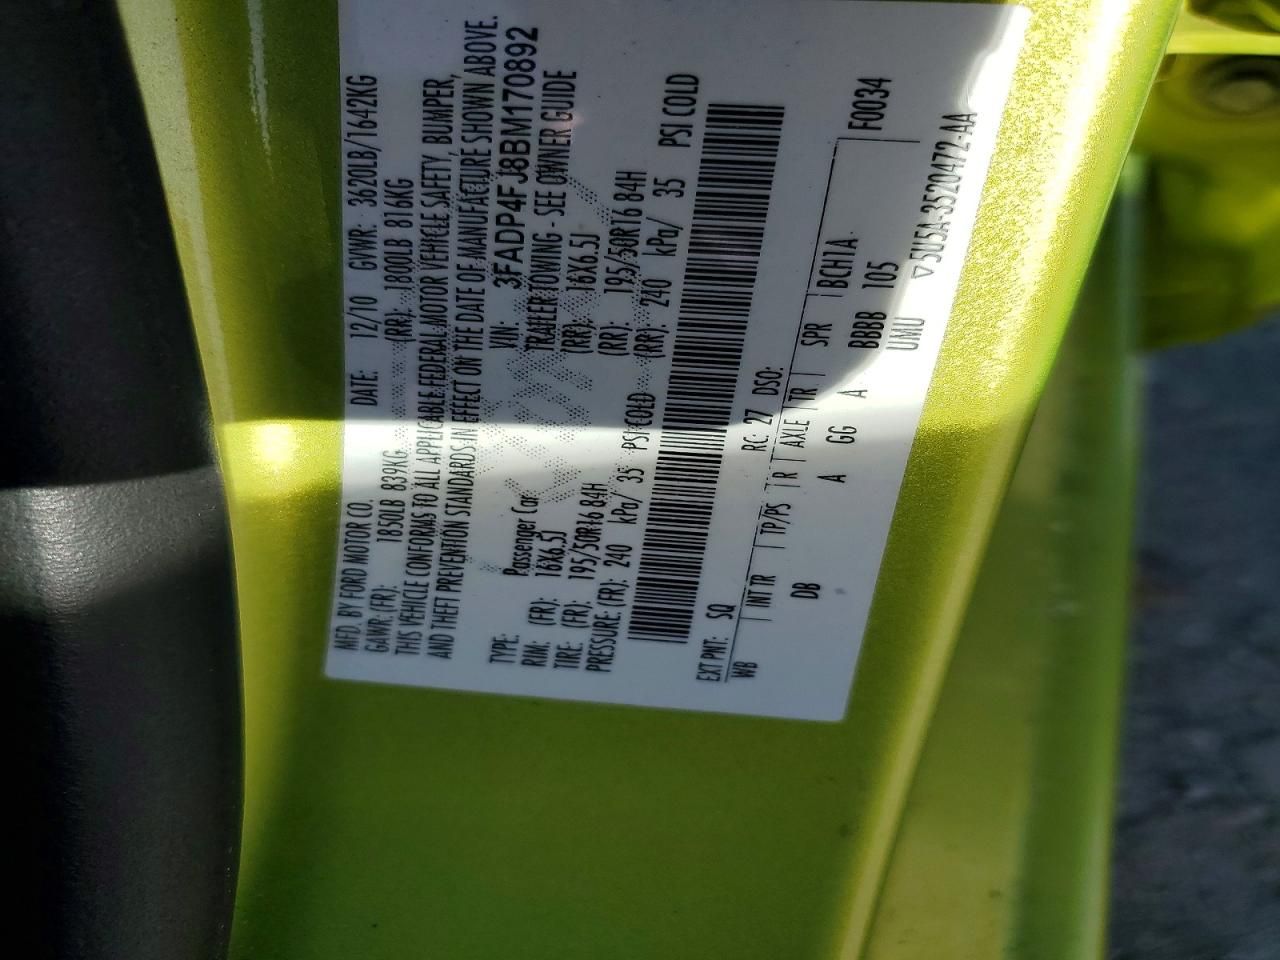 MFD. BY FORD MOTOR CO. DATE: 12/10 GVWR: 3620LB/1642KG
GAWR:(FR): 1850LB 839KG (RR): 1800LB 816KG
THIS VEHICLE CONFORMS TO ALL APPLICABLE FEDERAL MOTOR VEHICLE SAFETY, BUMPER,
AND THEFT PREVENTION STANDARDS IN EFFECT ON THE DATE OF MANUFACTURE SHOWN ABOVE.
VIN: 3FADP4FJ8BM170892
TYPE: Passenger Car TRAILER TOWING - SEE OWNER GUIDE
RIM: (FR): 16X6.5J (RR): 16X6.5J
TIRE: (FR): 195/50R16 84H (RR): 195/50R16 84H
PRESSURE: (FR): 240 kPa/ 35 PSI COLD (RR): 240 kPa/ 35 PSI COLD
EXT PNT: SQ RC: 27 DSO: F0034
WB INT TR TP/PS R AXLE TR SPR BCH1A
DB A GG A BBBB 105
UMU ▽5U5A-3520472-AA